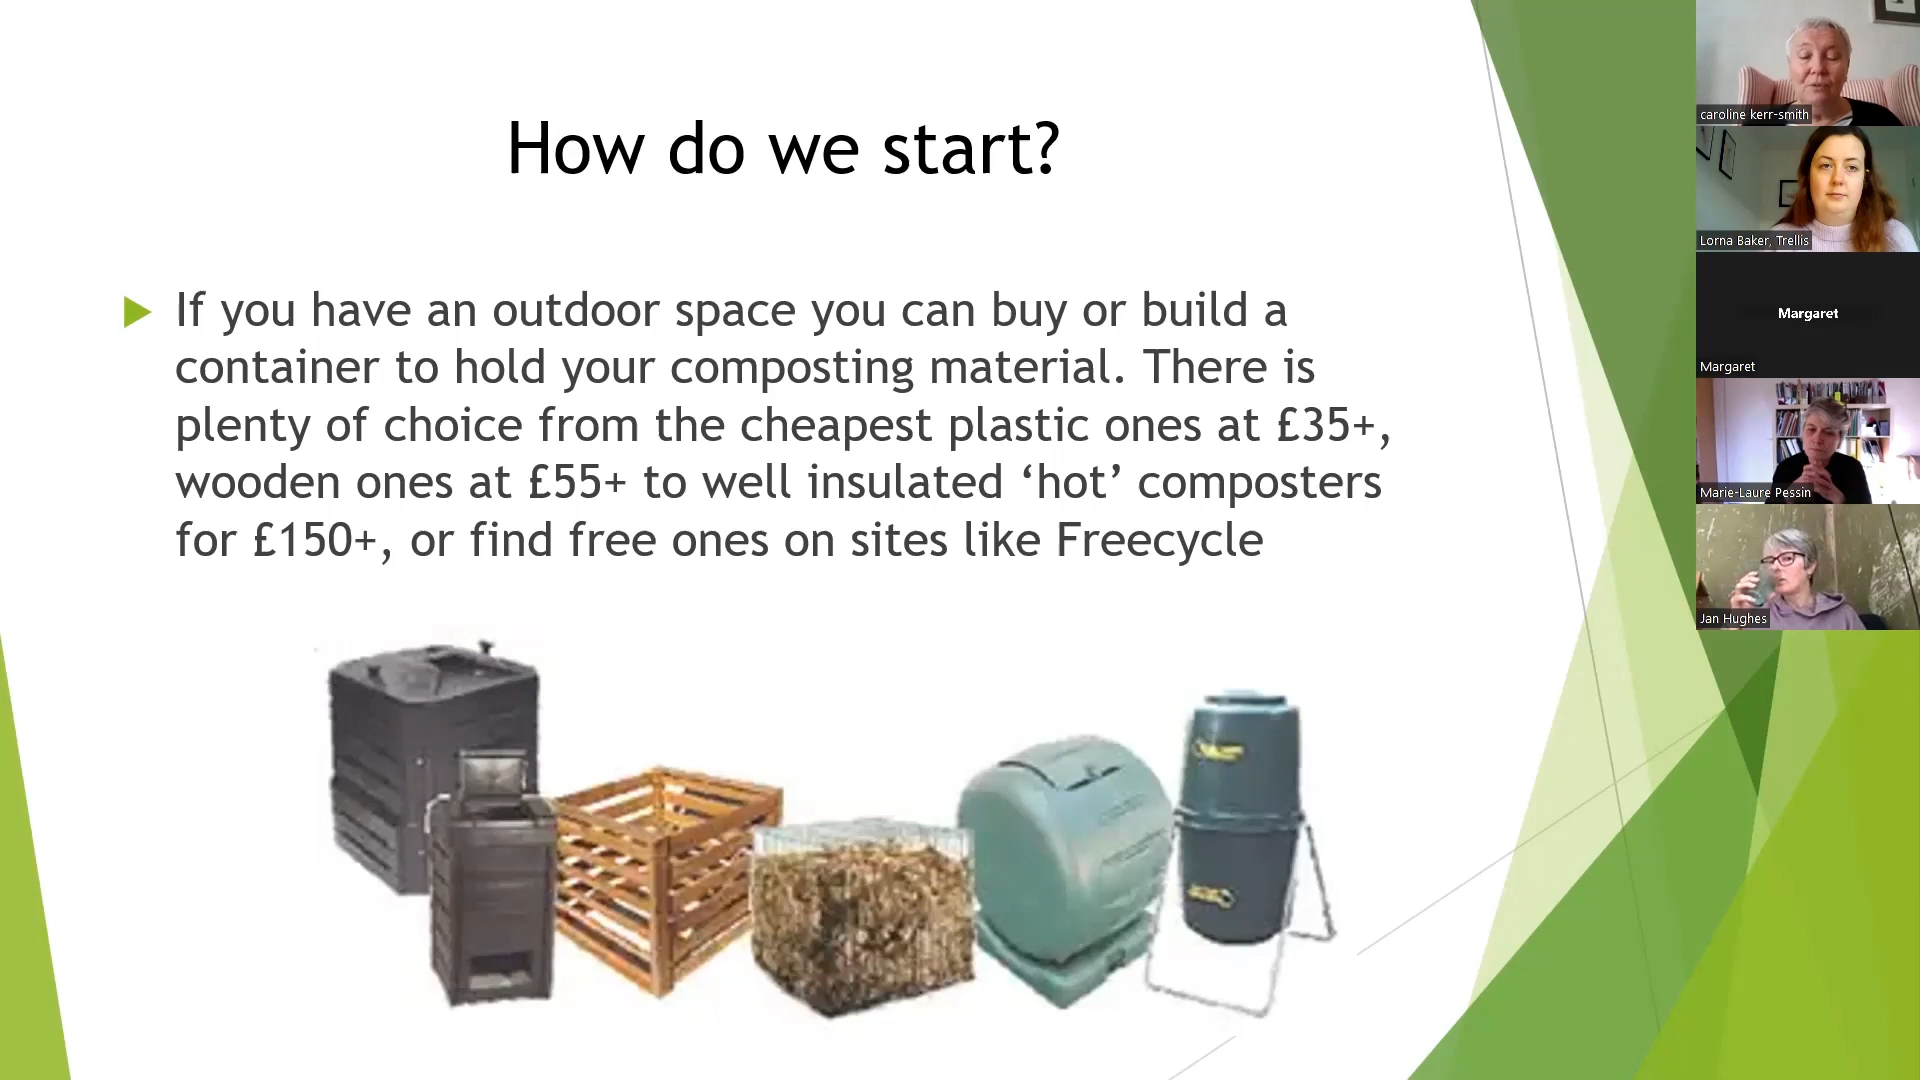 How do we start?
If you have an outdoor space you can buy or build a
container to hold your composting material. There is
plenty of choice from the cheapest plastic ones at £35+,
wooden ones at £55+ to well insulated ‘hot’ composters
for £150+, or find free ones on sites like Freecycle
caroline kerr-smith
Lorna Baker, Trellis
Margaret
Margaret
Marie-Laure Pessin
Jan Hughes